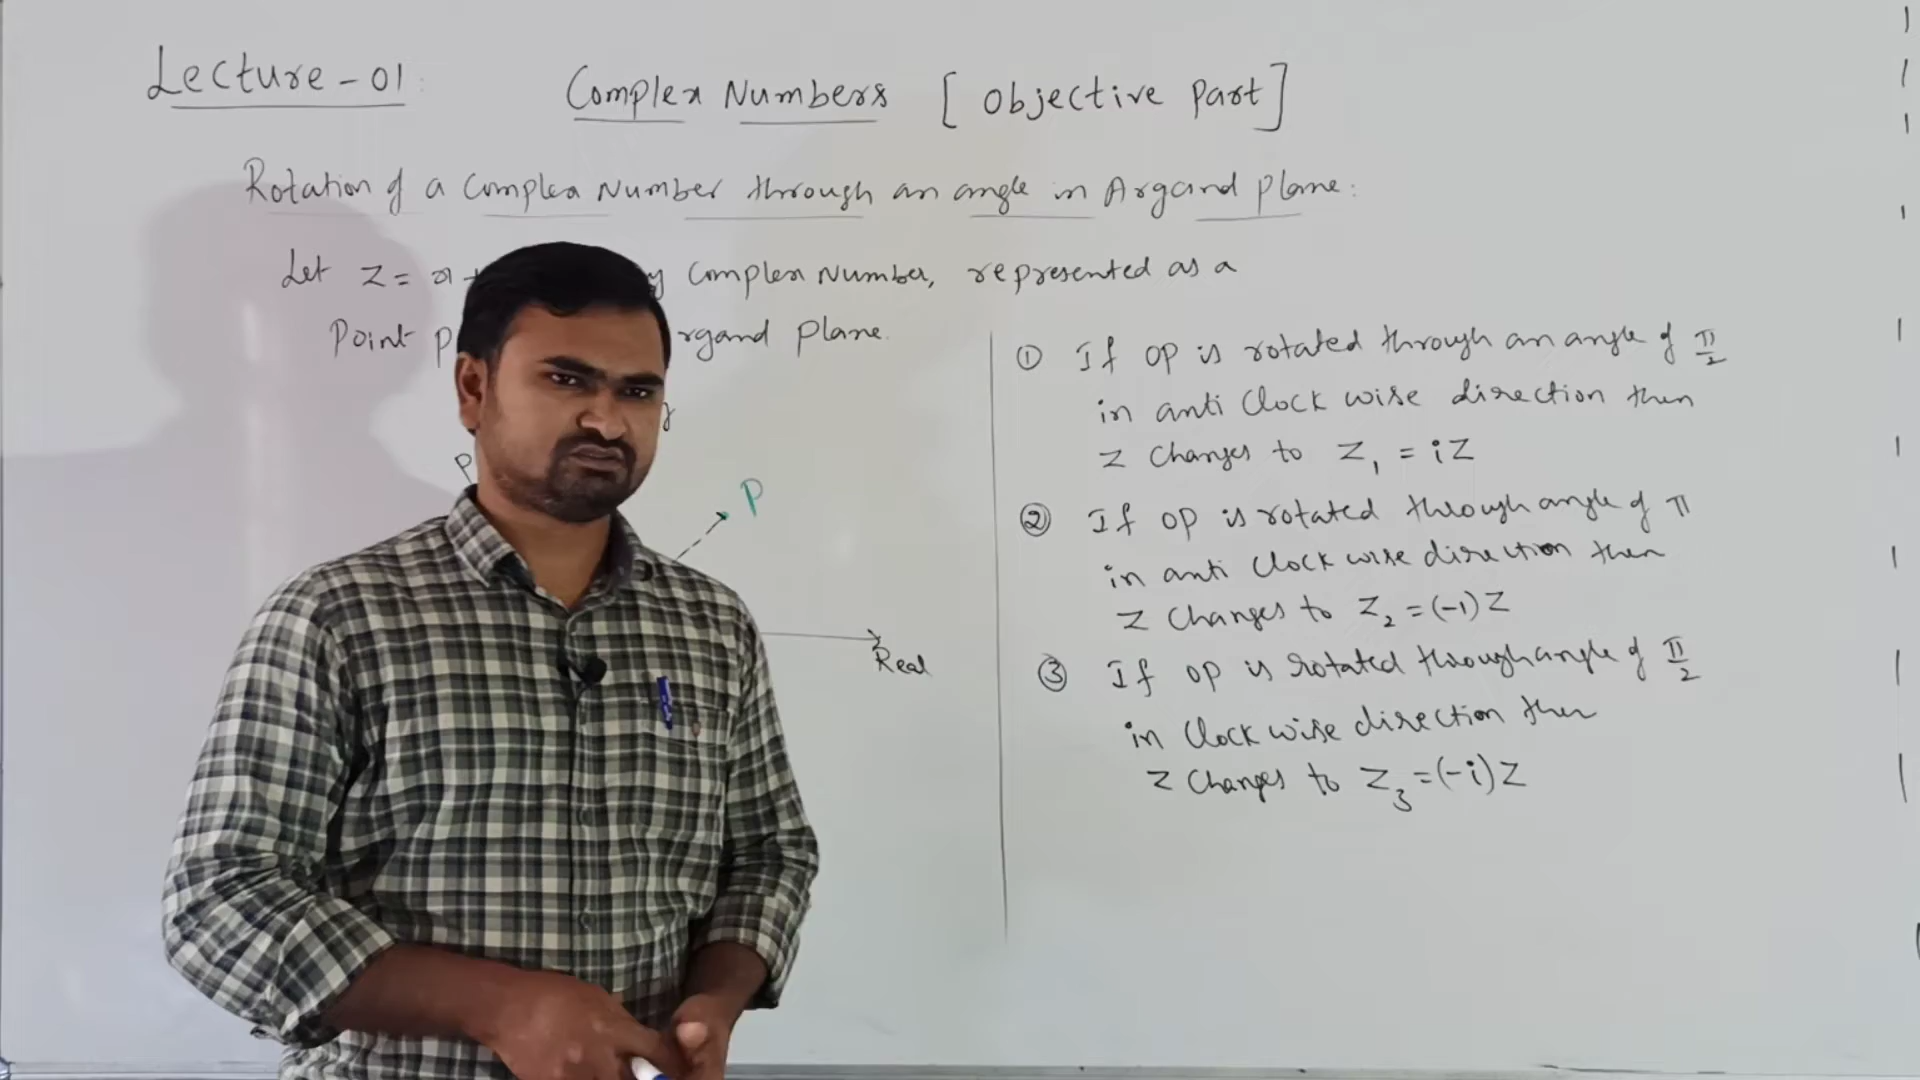 Lecture-01:
Complex Numbers [Objective Part]
Rotation of a Complex Number through an angle in Argand plane:
Let z = x+ Complex Number, represented as a
Point P rgand plane.
P
P
Real
① If op is rotated through an angle of π/2
in anti Clock wise direction then
z Changes to z₁ = iz
② If op is rotated through angle of π
in anti Clock wise direction then
z Changes to z₂ = (-1)z
③ If op is rotated through angle of π/2
in Clock wise direction then
z Changes to z₃ = (-i)z